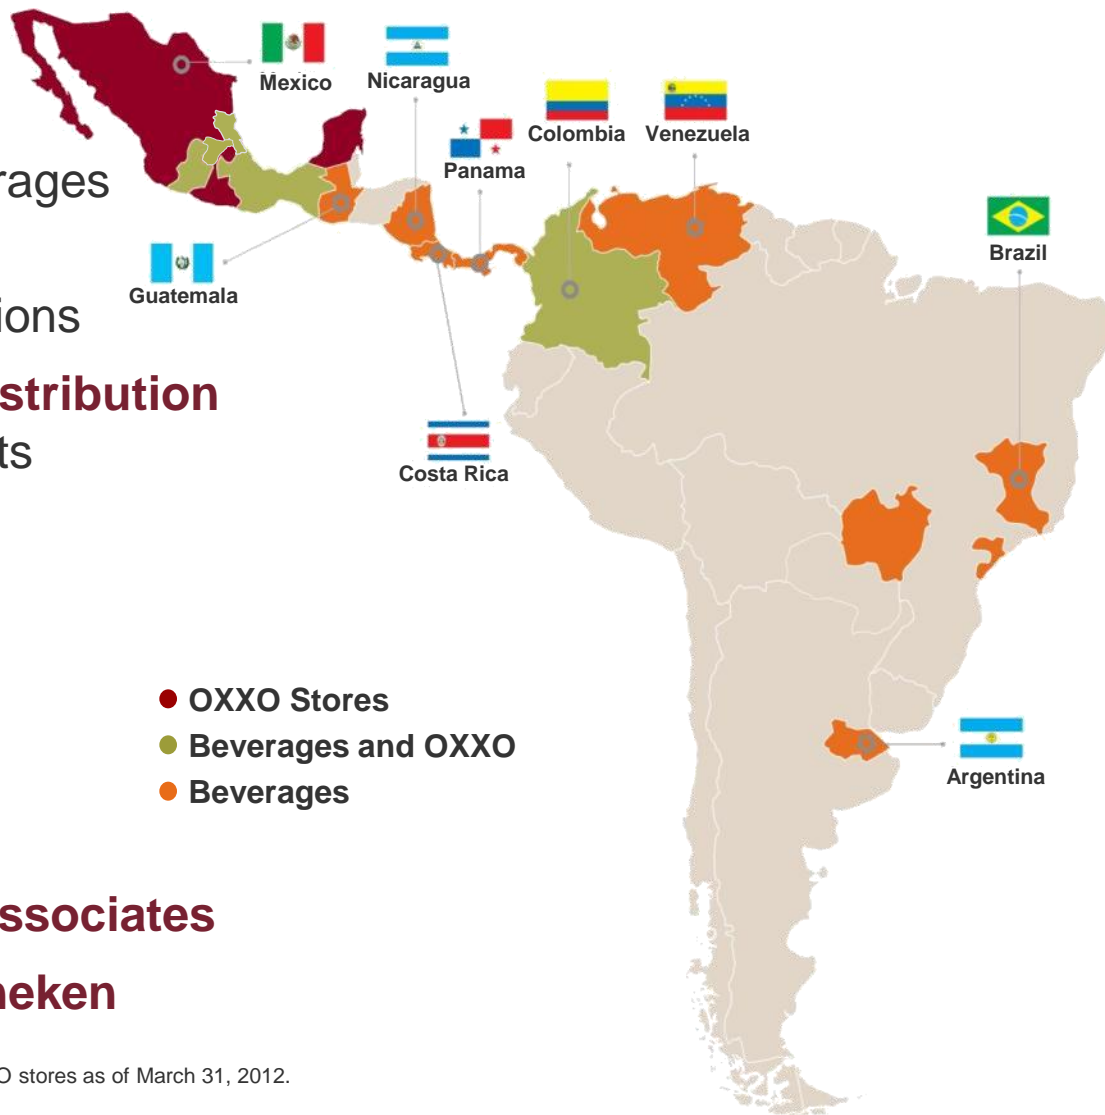 Mexico
Nicaragua
Colombia
Venezuela
Panama
rages
Brazil
Guatemala
ions
stribution
ts
Costa Rica
OXXO Stores
Beverages and OXXO
Beverages
Argentina
ssociates
neken
O stores as of March 31, 2012.